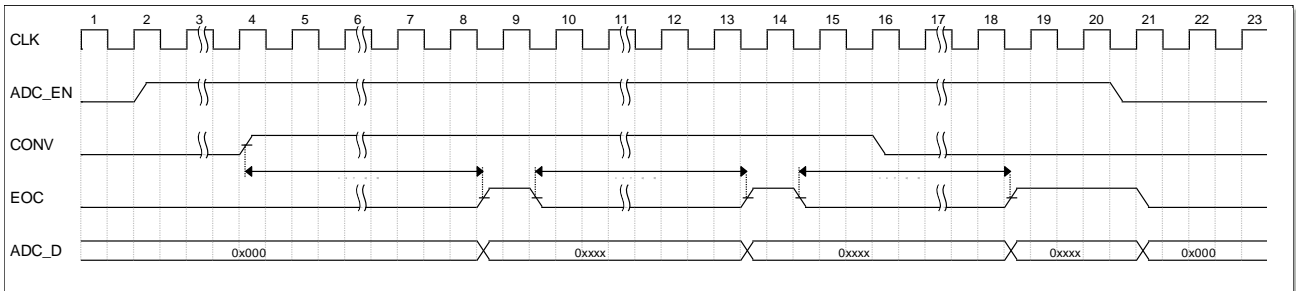 1 2 3 4 5 6 7 8 9 10 11 12 13 14 15 16 17 18 19 20 21 22 23
CLK
ADC_EN
CONV
EOC
ADC_D 0x000 0xxxx 0xxxx 0xxxx 0x000